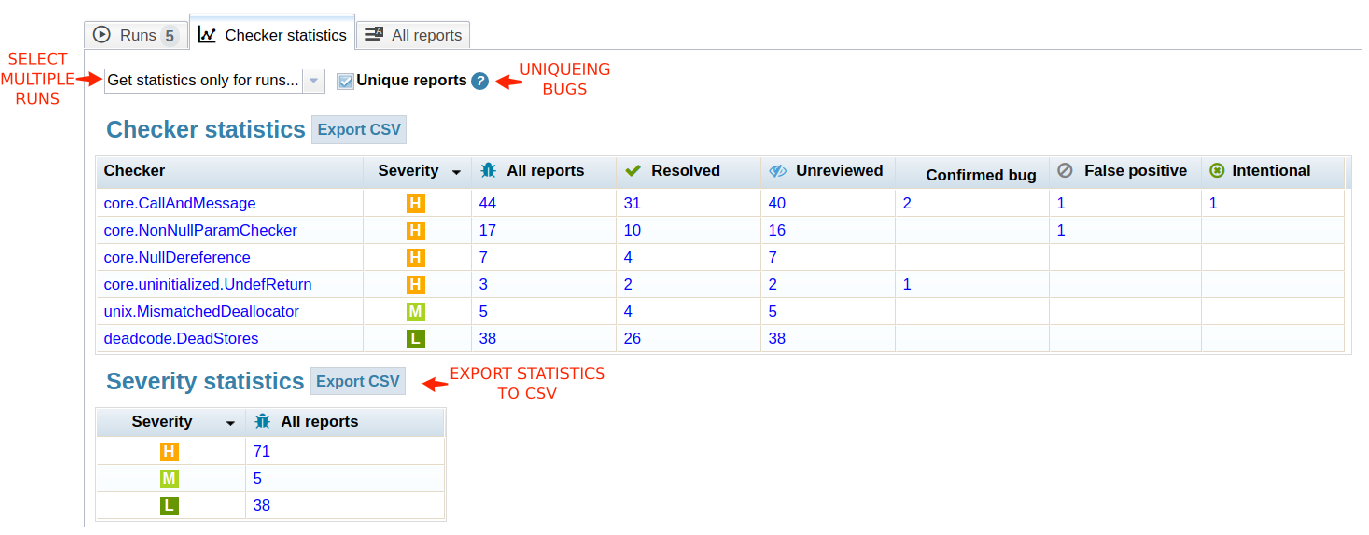 Runs 5 Checker statistics All reports
SELECT
MULTIPLE
RUNS
Get statistics only for runs... Unique reports ?
UNIQUEING
BUGS
Checker statistics Export CSV
Checker Severity All reports Resolved Unreviewed Confirmed bug False positive Intentional
core.CallAndMessage H 44 31 40 2 1 1
core.NonNullParamChecker H 17 10 16 1
core.NullDereference H 7 4 7
core.uninitialized.UndefReturn H 3 2 2 1
unix.MismatchedDeallocator M 5 4 5
deadcode.DeadStores L 38 26 38
Severity statistics Export CSV
EXPORT STATISTICS
TO CSV
Severity All reports
H 71
M 5
L 38